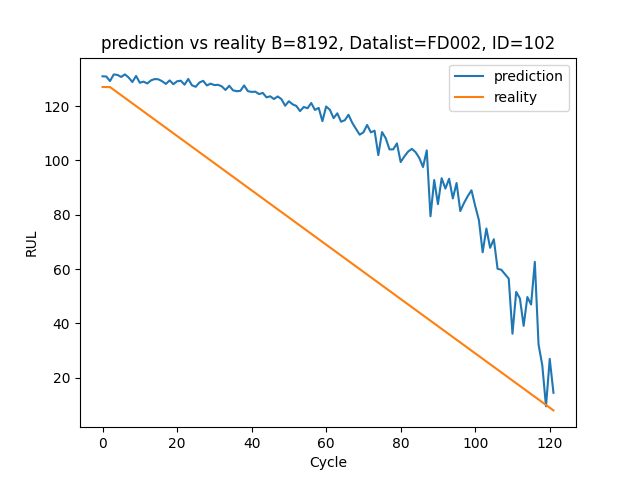 prediction vs reality B=8192, Datalist=FD002, ID=102
prediction
reality
RUL
120
100
80
60
40
20
0 20 40 60 80 100 120
Cycle